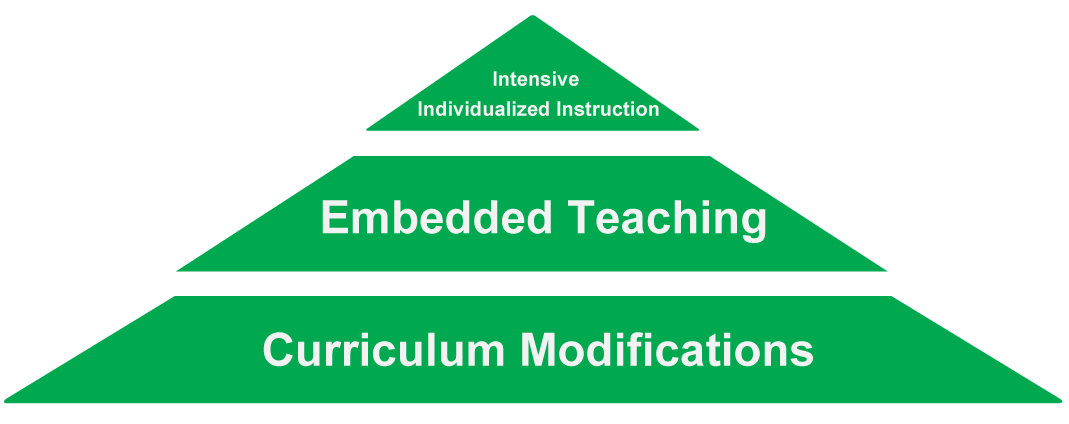 Intensive
Individualized Instruction
Embedded Teaching
Curriculum Modifications